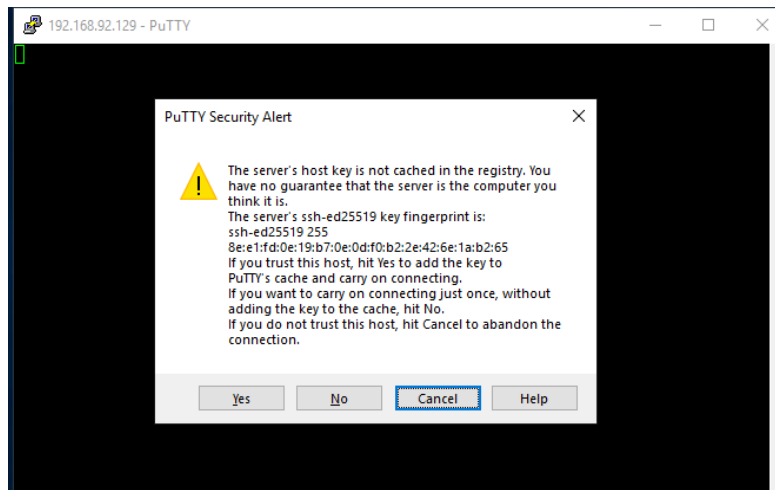 192.168.92.129 - PuTTY
PuTTY Security Alert
The server's host key is not cached in the registry. You
have no guarantee that the server is the computer you
think it is.
The server's ssh-ed25519 key fingerprint is:
ssh-ed25519 255
8e:e1:fd:0e:19:b7:0e:0d:f0:b2:2e:42:6e:1a:b2:65
If you trust this host, hit Yes to add the key to
PuTTY's cache and carry on connecting.
If you want to carry on connecting just once, without
adding the key to the cache, hit No.
If you do not trust this host, hit Cancel to abandon the
connection.
Yes No Cancel Help